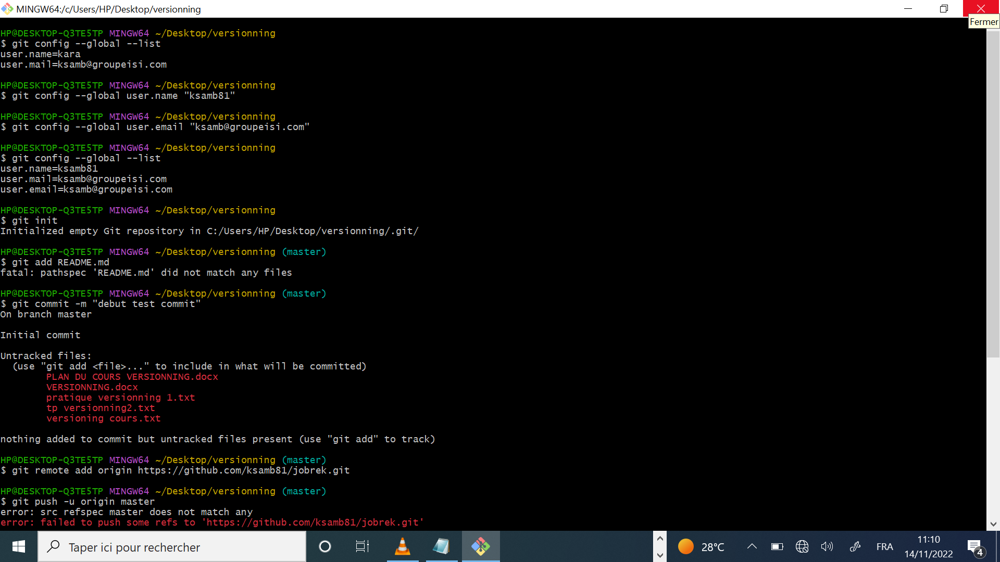 MINGW64:/c/Users/HP/Desktop/versionning
Fermer
HP@DESKTOP-Q3TE5TP MINGW64 ~/Desktop/versionning
$ git config --global --list
user.name=kara
user.mail=ksamb@groupeisi.com
HP@DESKTOP-Q3TE5TP MINGW64 ~/Desktop/versionning
$ git config --global user.name "ksamb81"
HP@DESKTOP-Q3TE5TP MINGW64 ~/Desktop/versionning
$ git config --global user.email "ksamb@groupeisi.com"
HP@DESKTOP-Q3TE5TP MINGW64 ~/Desktop/versionning
$ git config --global --list
user.name=ksamb81
user.mail=ksamb@groupeisi.com
user.email=ksamb@groupeisi.com
HP@DESKTOP-Q3TE5TP MINGW64 ~/Desktop/versionning
$ git init
Initialized empty Git repository in C:/Users/HP/Desktop/versionning/.git/
HP@DESKTOP-Q3TE5TP MINGW64 ~/Desktop/versionning (master)
$ git add README.md
fatal: pathspec 'README.md' did not match any files
HP@DESKTOP-Q3TE5TP MINGW64 ~/Desktop/versionning (master)
$ git commit -m "debut test commit"
On branch master
Initial commit
Untracked files:
(use "git add <file>..." to include in what will be committed)
PLAN DU COURS VERSIONNING.docx
VERSIONNING.docx
pratique versionning 1.txt
tp versionning2.txt
versioning cours.txt
nothing added to commit but untracked files present (use "git add" to track)
HP@DESKTOP-Q3TE5TP MINGW64 ~/Desktop/versionning (master)
$ git remote add origin https://github.com/ksamb81/jobrek.git
HP@DESKTOP-Q3TE5TP MINGW64 ~/Desktop/versionning (master)
$ git push -u origin master
error: src refspec master does not match any
error: failed to push some refs to 'https://github.com/ksamb81/jobrek.git'
Taper ici pour rechercher
28°C
FRA
11:10
14/11/2022
4